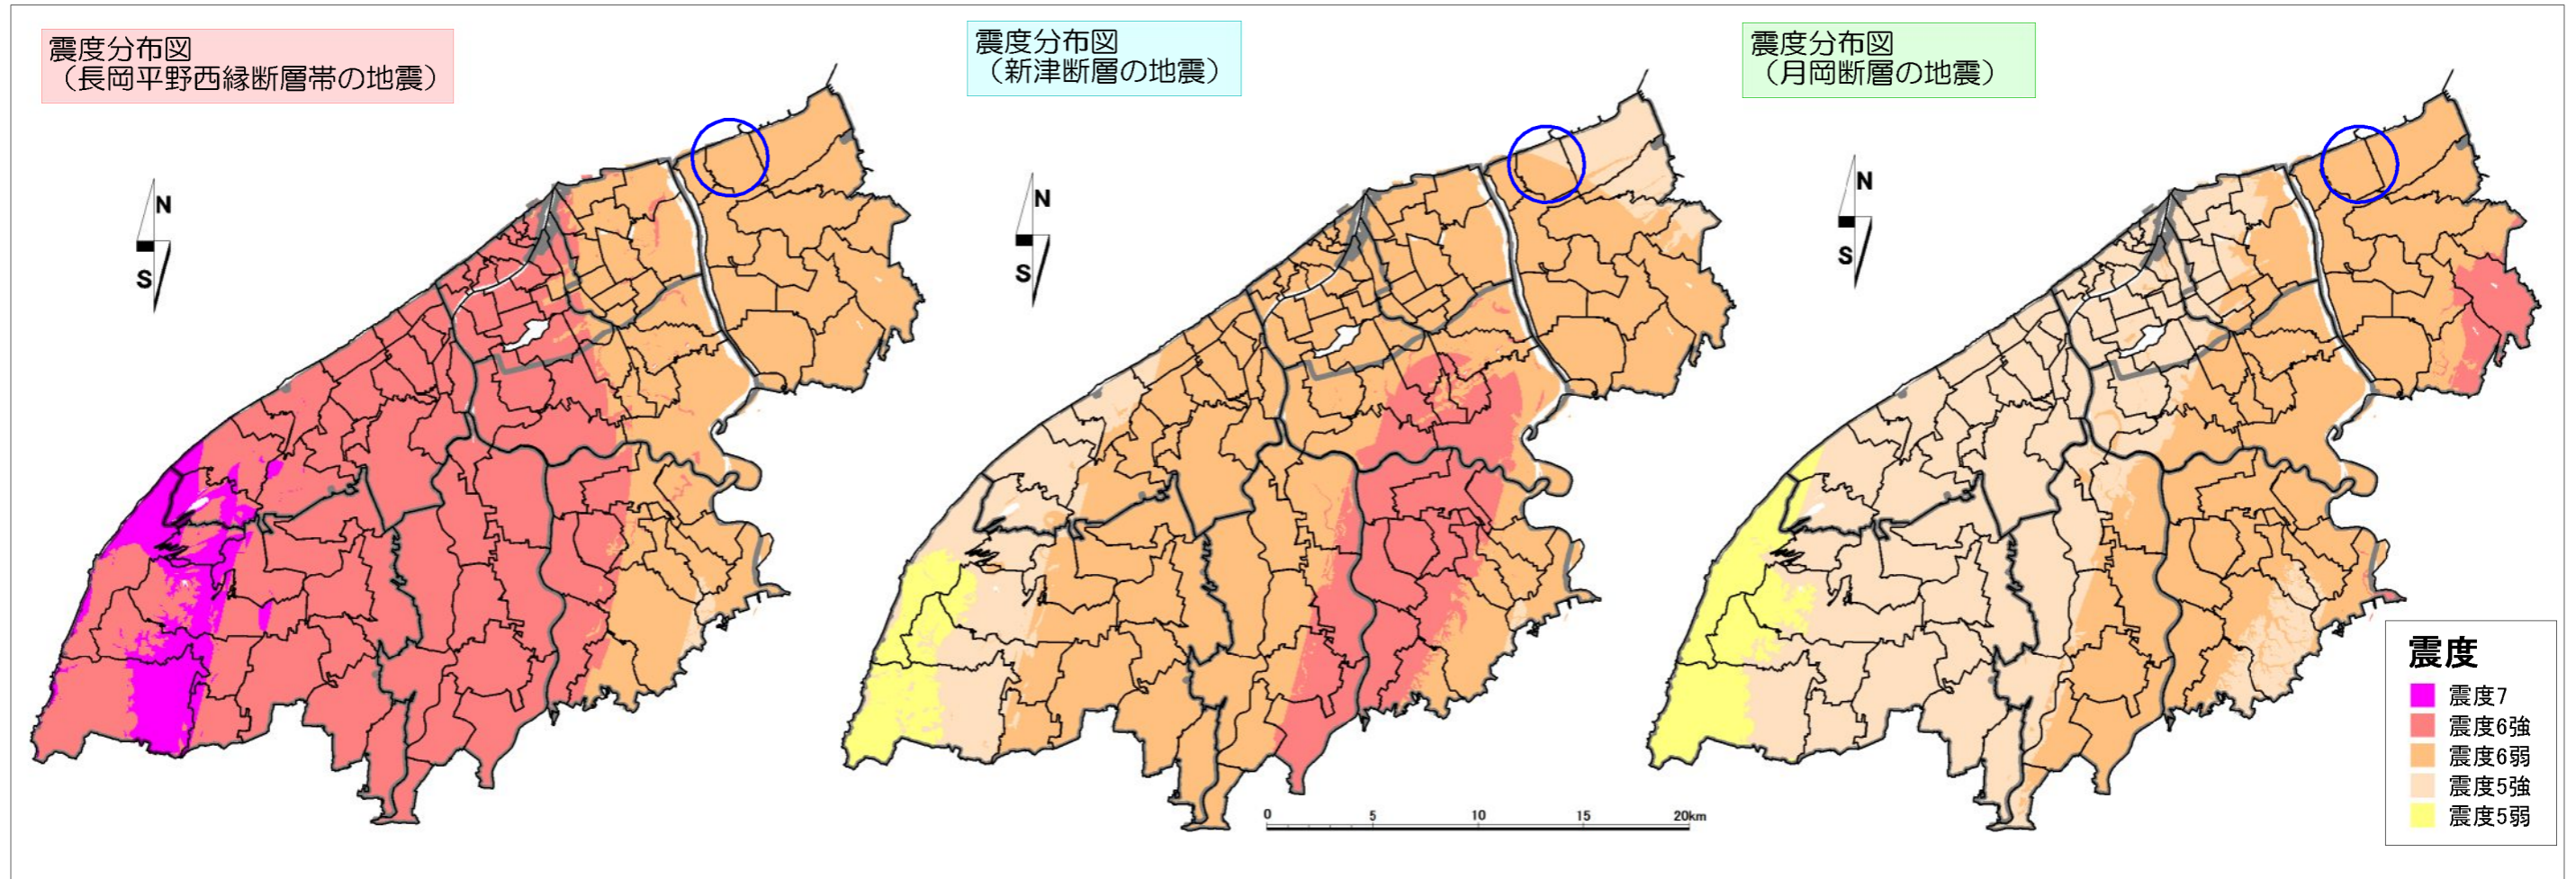 震度分布図
（長岡平野西縁断層帯の地震）
震度分布図
（新津断層の地震）
震度分布図
（月岡断層の地震）
N
S
N
S
N
S
0 5 10 15 20km
震度
震度7
震度6強
震度6弱
震度5強
震度5弱